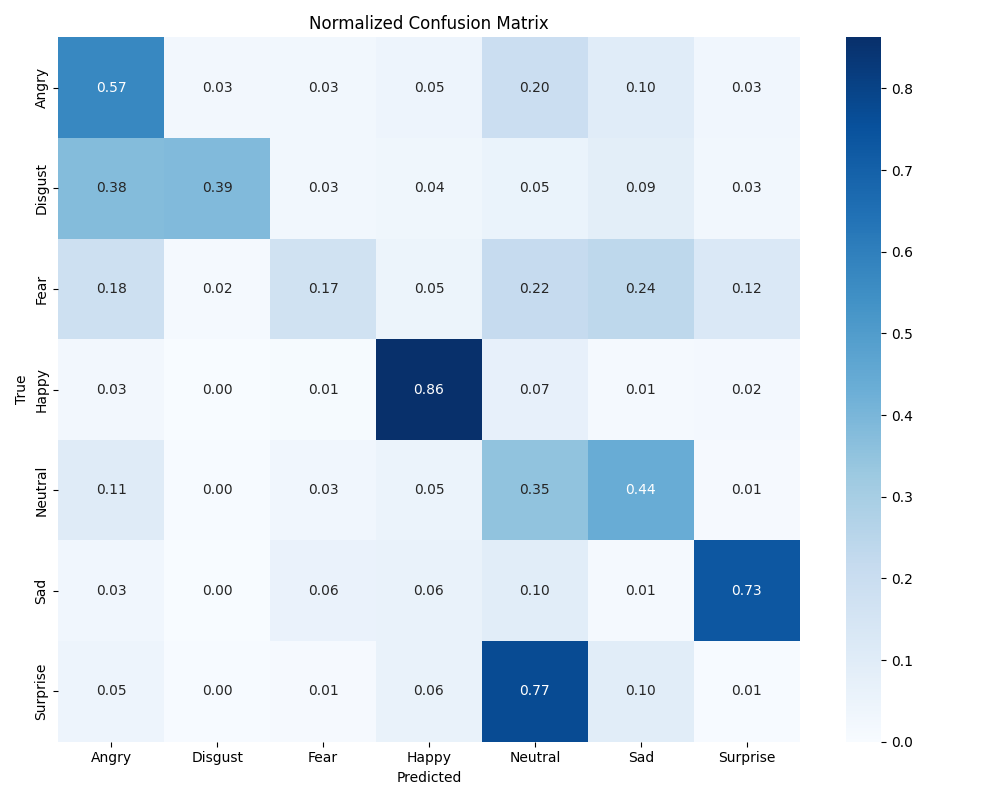 Normalized Confusion Matrix
Angry 0.57 0.03 0.03 0.05 0.20 0.10 0.03
Disgust 0.38 0.39 0.03 0.04 0.05 0.09 0.03
Fear 0.18 0.02 0.17 0.05 0.22 0.24 0.12
True
Happy 0.03 0.00 0.01 0.86 0.07 0.01 0.02
Neutral 0.11 0.00 0.03 0.05 0.35 0.44 0.01
Sad 0.03 0.00 0.06 0.06 0.10 0.01 0.73
Surprise 0.05 0.00 0.01 0.06 0.77 0.10 0.01
Angry Disgust Fear Happy Neutral Sad Surprise
Predicted
0.8
0.7
0.6
0.5
0.4
0.3
0.2
0.1
0.0